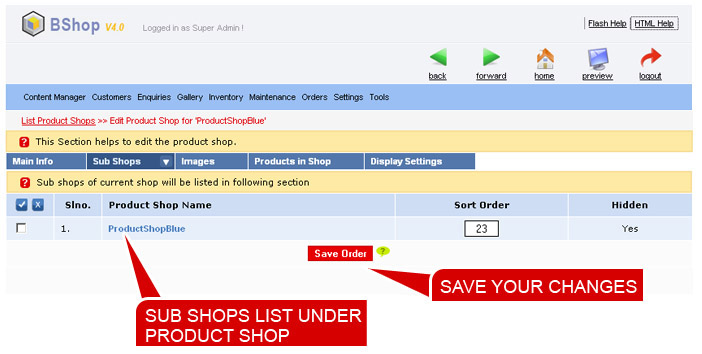 BShop V4.0
Logged in as Super Admin !
Flash Help HTML Help
back forward home preview logout
Content Manager Customers Enquiries Gallery Inventory Maintenance Orders Settings Tools
List Product Shops >> Edit Product Shop for 'ProductShopBlue'
? This Section helps to edit the product shop.
Main Info Sub Shops Images Products in Shop Display Settings
? Sub shops of current shop will be listed in following section
X Slno. Product Shop Name Sort Order Hidden
1. ProductShopBlue 23 Yes
Save Order ?
SAVE YOUR CHANGES
SUB SHOPS LIST UNDER
PRODUCT SHOP